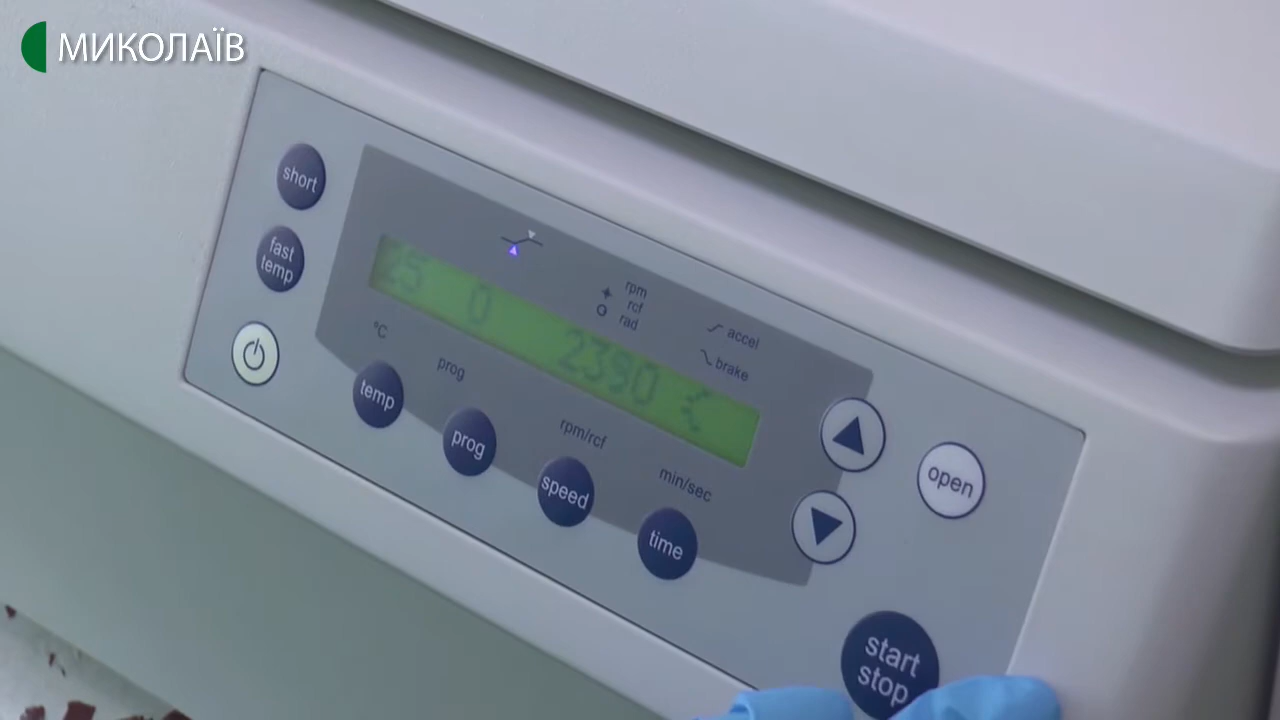 МИКОЛАЇВ
short
fast
temp
°C
prog
rpm
rcf
rad
accel
brake
0
2390
temp
prog
rpm/rcf
speed
min/sec
time
open
start
stop